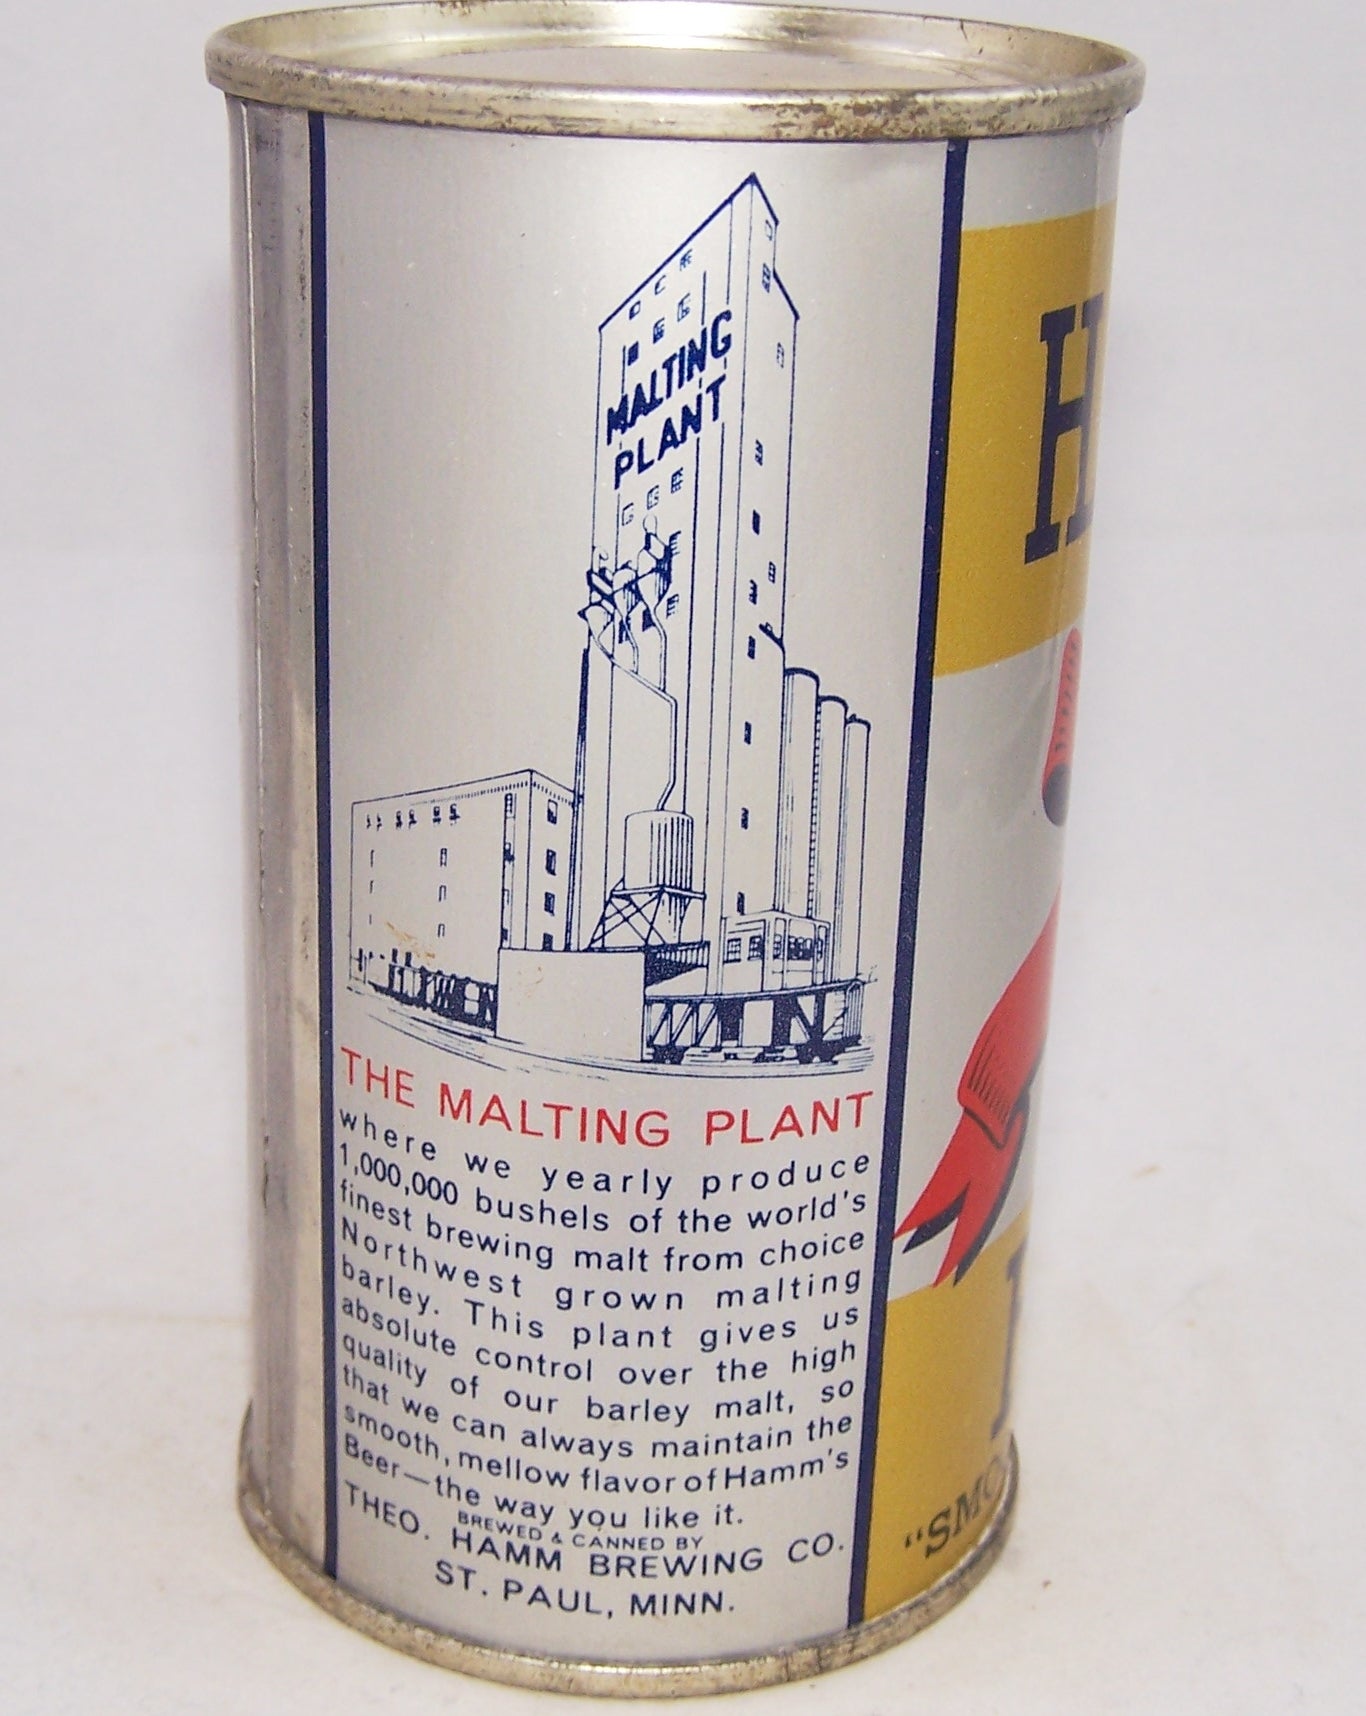 MALTING
PLANT
THE MALTING PLANT
where we yearly produce
1,000,000 bushels of the world's
finest brewing malt from choice
Northwest grown malting
barley. This plant gives us
absolute control over the high
quality of our barley malt, so
that we can always maintain the
smooth, mellow flavor of Hamm's
Beer—the way you like it.
BREWED & CANNED BY
THEO. HAMM BREWING CO.
ST. PAUL, MINN.
H
"SMO